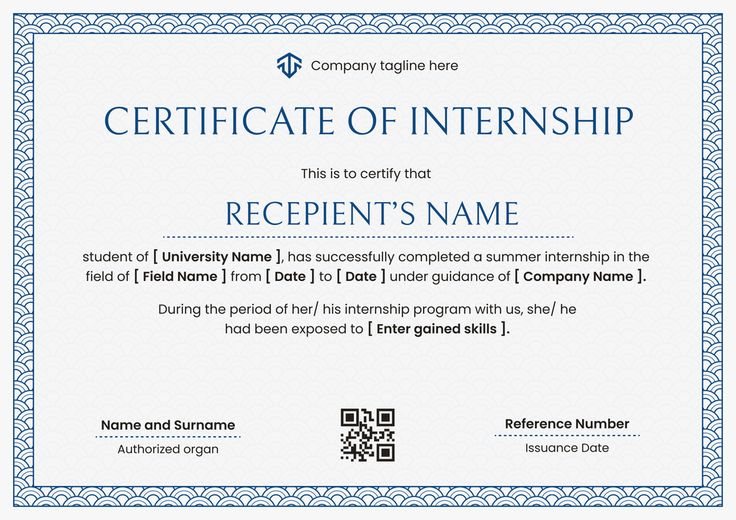 Company tagline here
CERTIFICATE OF INTERNSHIP
This is to certify that
RECEPIENT'S NAME
student of [ University Name ], has successfully completed a summer internship in the
field of [ Field Name ] from [ Date ] to [ Date ] under guidance of [ Company Name ].
During the period of her/ his internship program with us, she/ he
had been exposed to [ Enter gained skills ].
Name and Surname
Authorized organ
Reference Number
Issuance Date